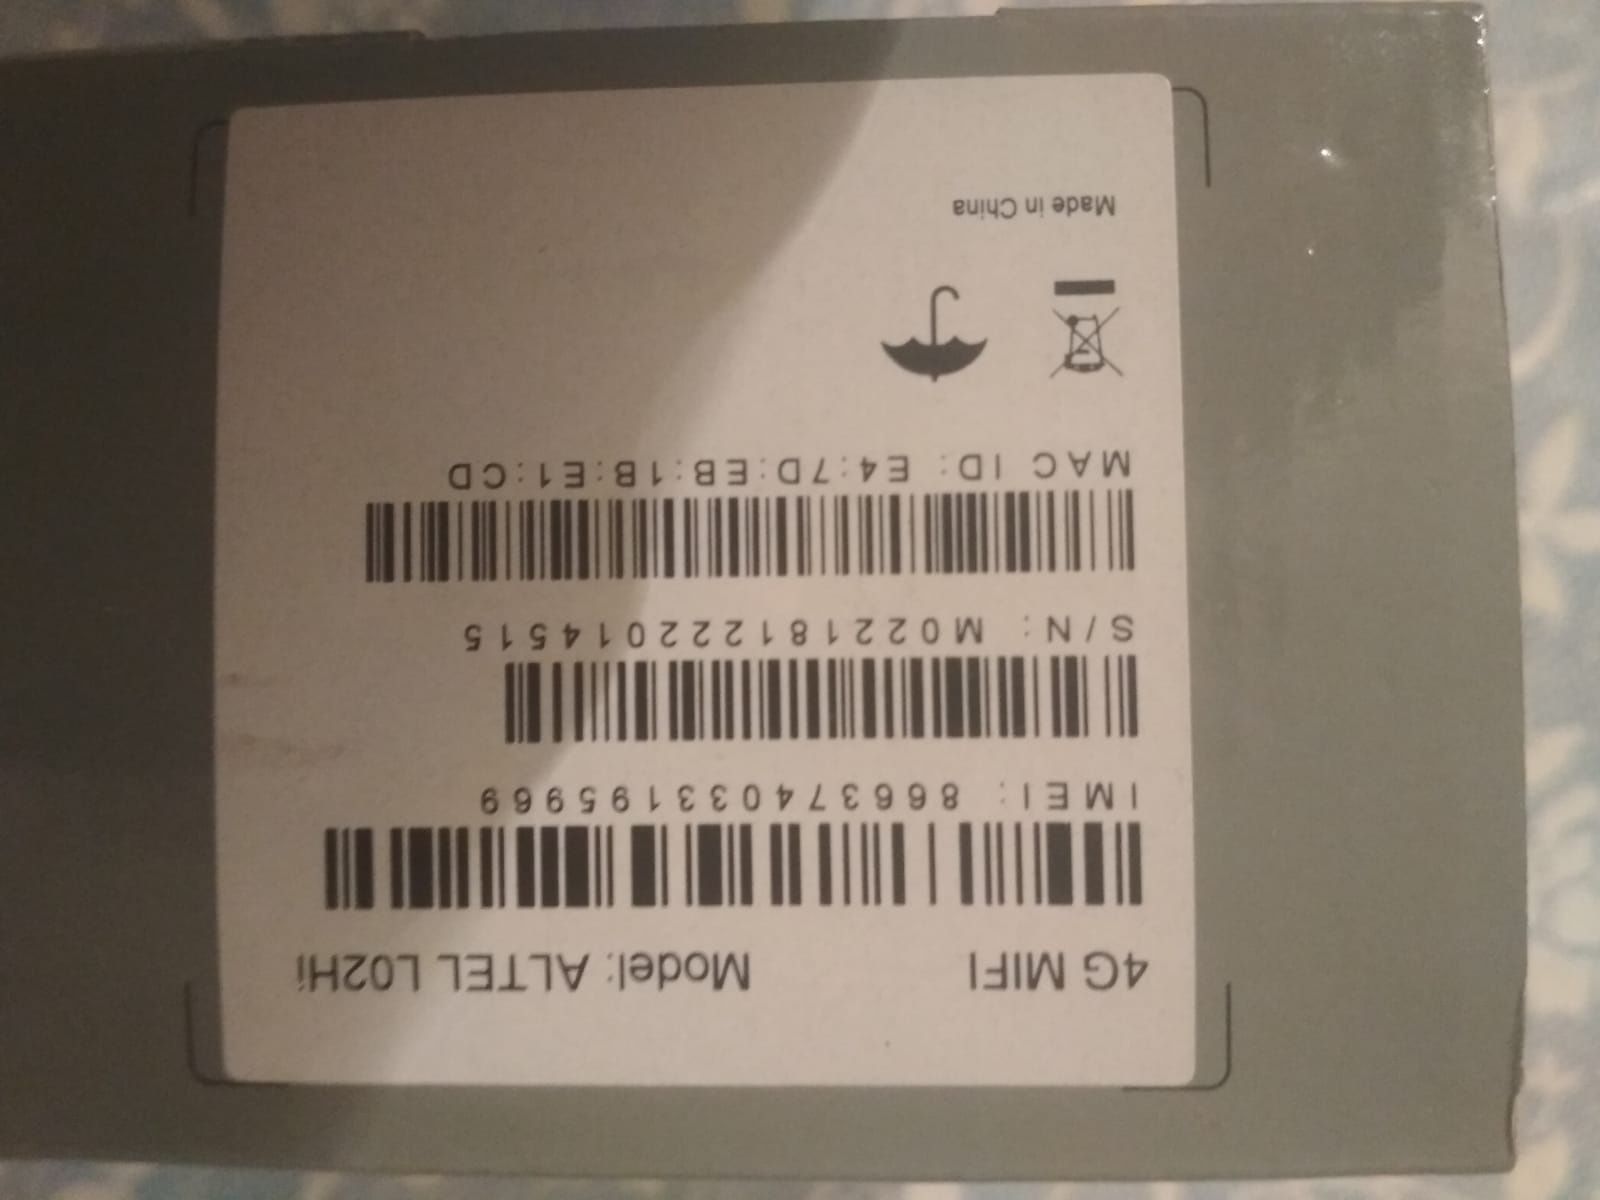 4G MIFI Model: ALTEL L02Hi
IMEI: 866374033195969
S/N: M022181222014515
MAC ID: E4:7D:EB:1B:E1:CD
Made in China